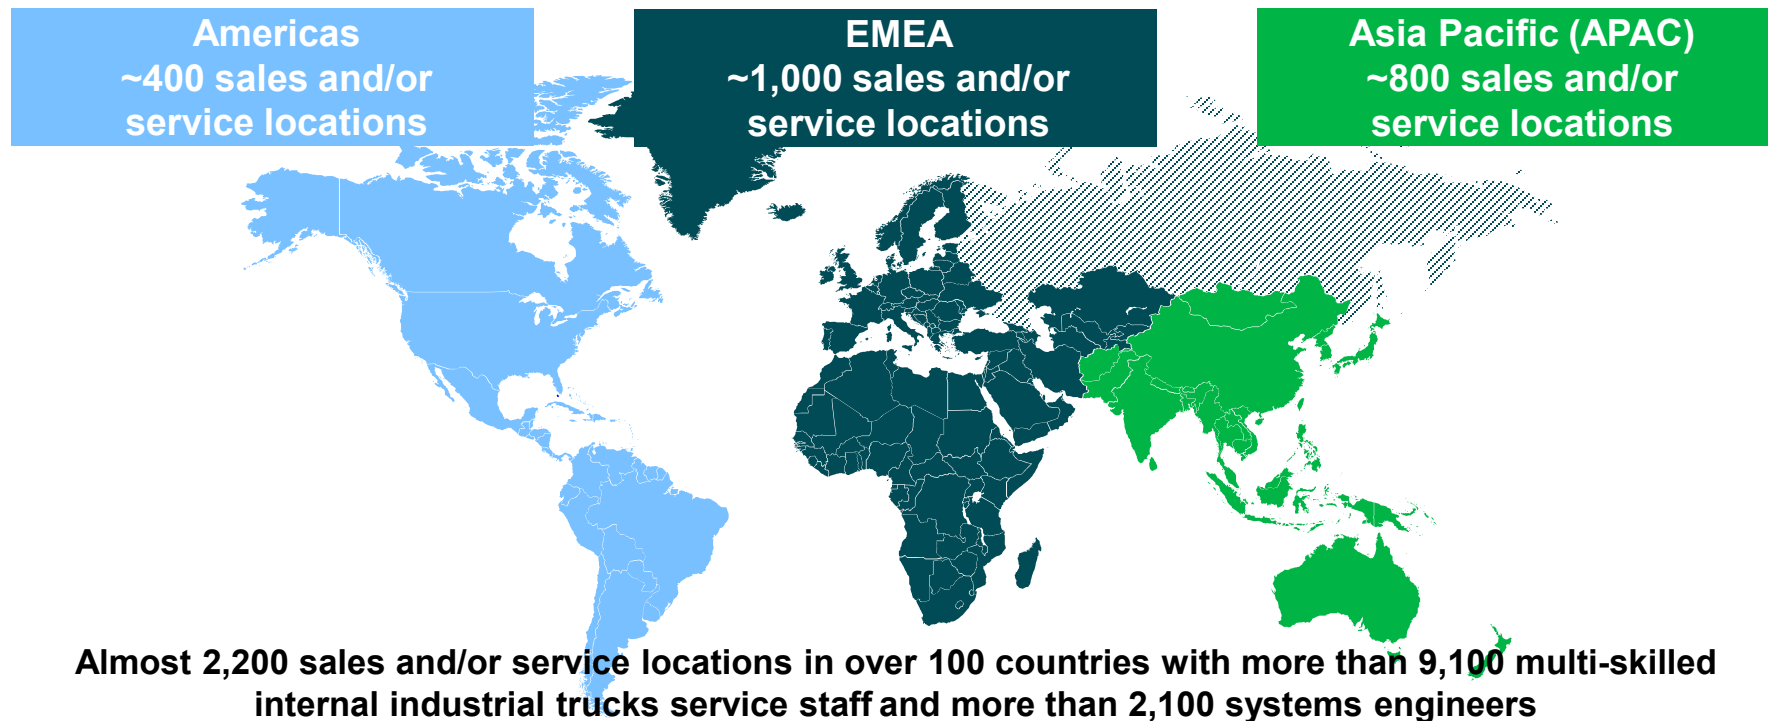 Americas
~400 sales and/or
service locations
EMEA
~1,000 sales and/or
service locations
Asia Pacific (APAC)
~800 sales and/or
service locations
Almost 2,200 sales and/or service locations in over 100 countries with more than 9,100 multi-skilled
internal industrial trucks service staff and more than 2,100 systems engineers